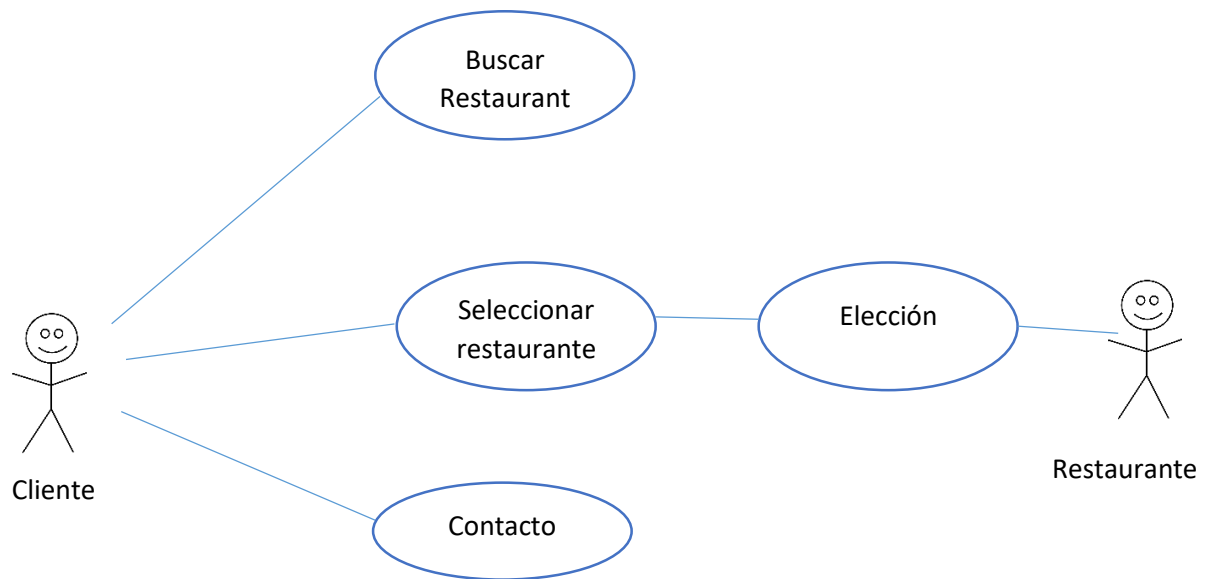 Buscar
Restaurant
Seleccionar
restaurante
Elección
Cliente
Restaurante
Contacto